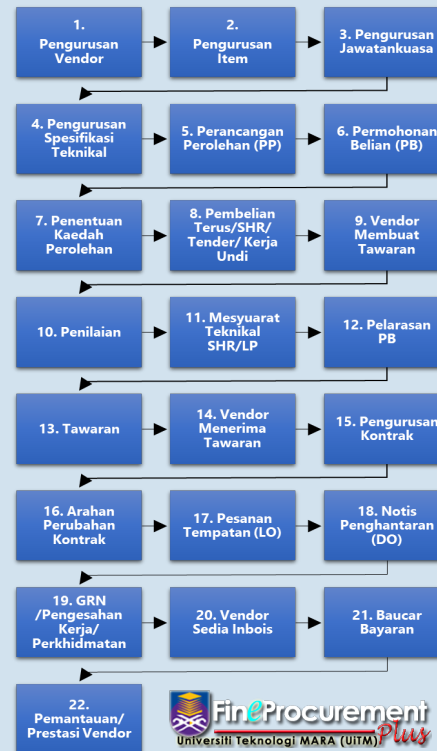 1.
Pengurusan
Vendor
2.
Pengurusan
Item
3. Pengurusan
Jawatankuasa
4. Pengurusan
Spesifikasi
Teknikal
5. Perancangan
Perolehan (PP)
6. Permohonan
Belian (PB)
7. Penentuan
Kaedah
Perolehan
8. Pembelian
Terus/SHR/
Tender/ Kerja
Undi
9. Vendor
Membuat
Tawaran
10. Penilaian
11. Mesyuarat
Teknikal
SHR/LP
12. Pelarasan
PB
13. Tawaran
14. Vendor
Menerima
Tawaran
15. Pengurusan
Kontrak
16. Arahan
Perubahan
Kontrak
17. Pesanan
Tempatan (LO)
18. Notis
Penghantaran
(DO)
19. GRN
/Pengesahan
Kerja/
Perkhidmatan
20. Vendor
Sedia Inbois
21. Baucar
Bayaran
22.
Pemantauan/
Prestasi Vendor
FineProcurement
Plus
Universiti Teknologi MARA (UiTM)